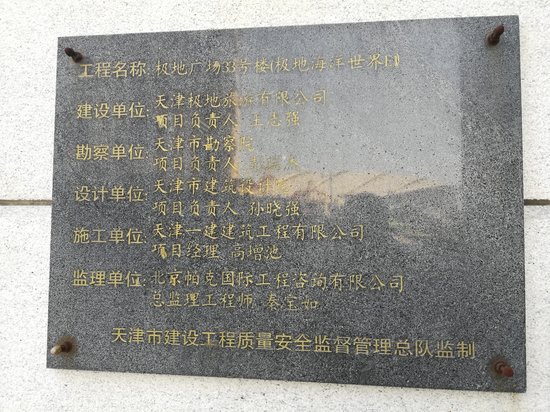 工程名称:极地广场33号楼(极地海洋世界
建设单位:天津极地旅游有限公司
项目负责人 王志强
勘察单位:天津市勘察院
项目负责人
设计单位:天津市建筑设计院
项目负责人 孙晓强
施工单位:天津一建建筑工程有限公司
项目经理 高增池
监理单位:北京帕克国际工程咨询有限公司
总监理工程师 秦宝如
天津市建设工程质量安全监督管理总队监制